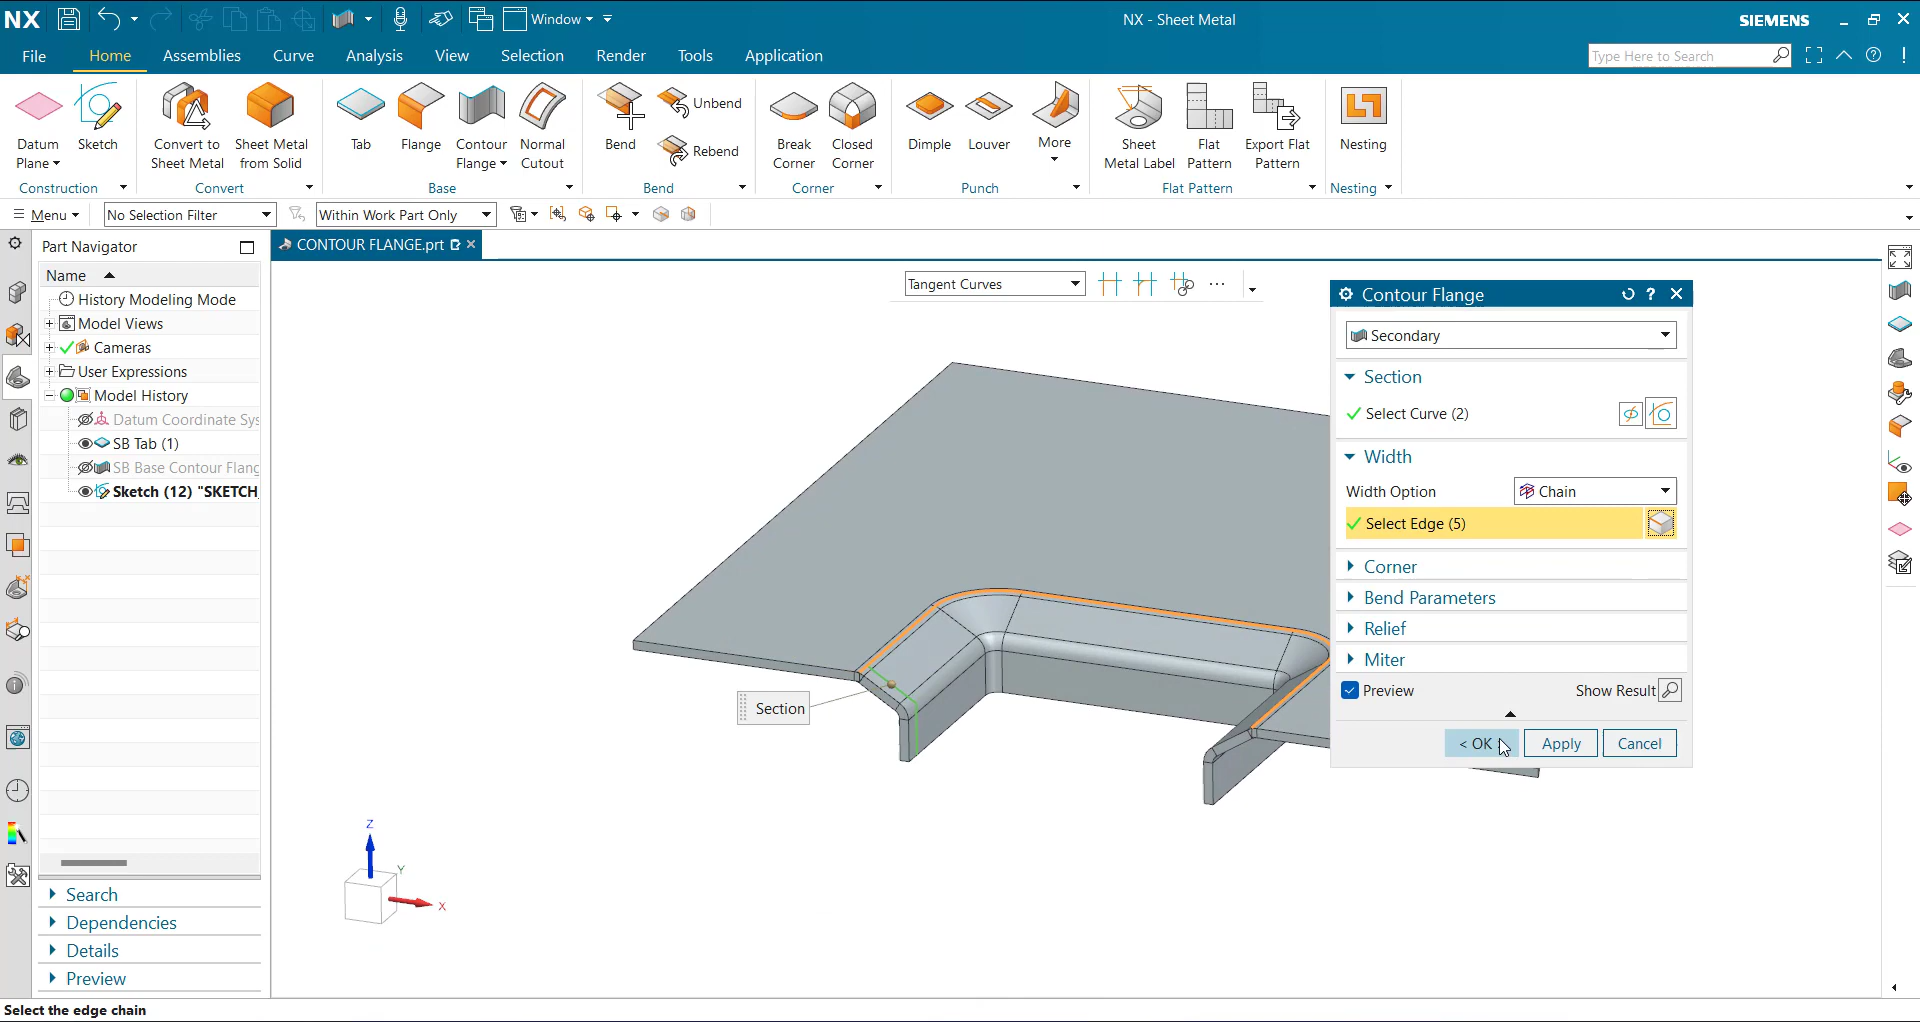 NX
Window
NX - Sheet Metal
SIEMENS
File
Home
Assemblies
Curve
Analysis
View
Selection
Render
Tools
Application
Type Here to Search
Datum Plane
Sketch
Convert to Sheet Metal
Sheet Metal from Solid
Tab
Flange
Contour Flange
Normal Cutout
Bend
Unbend
Rebend
Break Corner
Closed Corner
Dimple
Louver
More
Sheet Metal Label
Flat Pattern
Export Flat Pattern
Nesting
Construction
Convert
Base
Bend
Corner
Punch
Flat Pattern
Nesting
Menu
No Selection Filter
Within Work Part Only
Part Navigator
CONTOUR FLANGE.prt
Name
History Modeling Mode
Model Views
Cameras
User Expressions
Model History
Datum Coordinate Sys
SB Tab (1)
SB Base Contour Flang
Sketch (12) "SKETCH_
Search
Dependencies
Details
Preview
Tangent Curves
Section
Z
Y
X
Contour Flange
Secondary
Section
Select Curve (2)
Width
Width Option
Chain
Select Edge (5)
Corner
Bend Parameters
Relief
Miter
Preview
Show Result
< OK >
Apply
Cancel
Select the edge chain